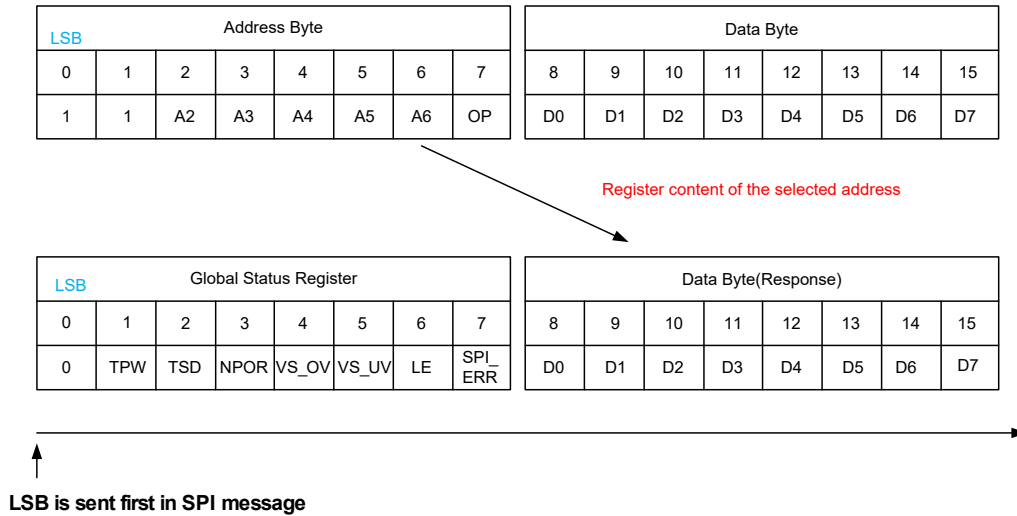 LSB Address Byte Data Byte
0 1 2 3 4 5 6 7 8 9 10 11 12 13 14 15
1 1 A2 A3 A4 A5 A6 OP D0 D1 D2 D3 D4 D5 D6 D7
Register content of the selected address
LSB Global Status Register Data Byte(Response)
0 1 2 3 4 5 6 7 8 9 10 11 12 13 14 15
0 TPW TSD NPOR VS_OV VS_UV LE SPI_ERR D0 D1 D2 D3 D4 D5 D6 D7
LSB is sent first in SPI message